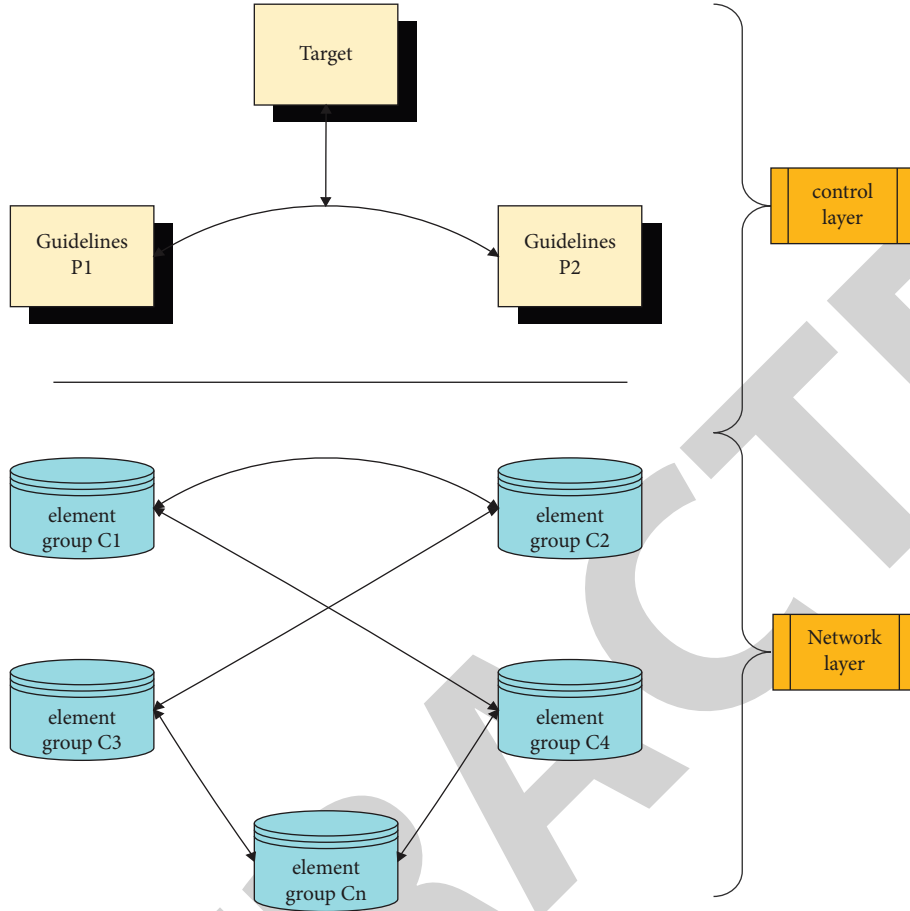 Target
Guidelines
P1
Guidelines
P2
control
layer
element
group C1
element
group C2
Network
layer
element
group C3
element
group C4
element
group Cn